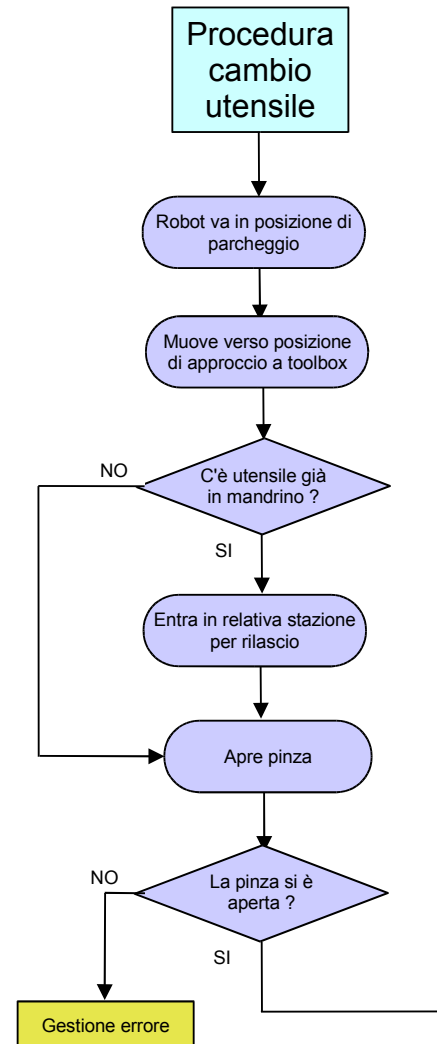 Procedura
cambio
utensile
Robot va in posizione di
parcheggio
Muove verso posizione
di approccio a toolbox
NO
C'è utensile già
in mandrino ?
SI
Entra in relativa stazione
per rilascio
Apre pinza
NO
La pinza si è
aperta ?
SI
Gestione errore